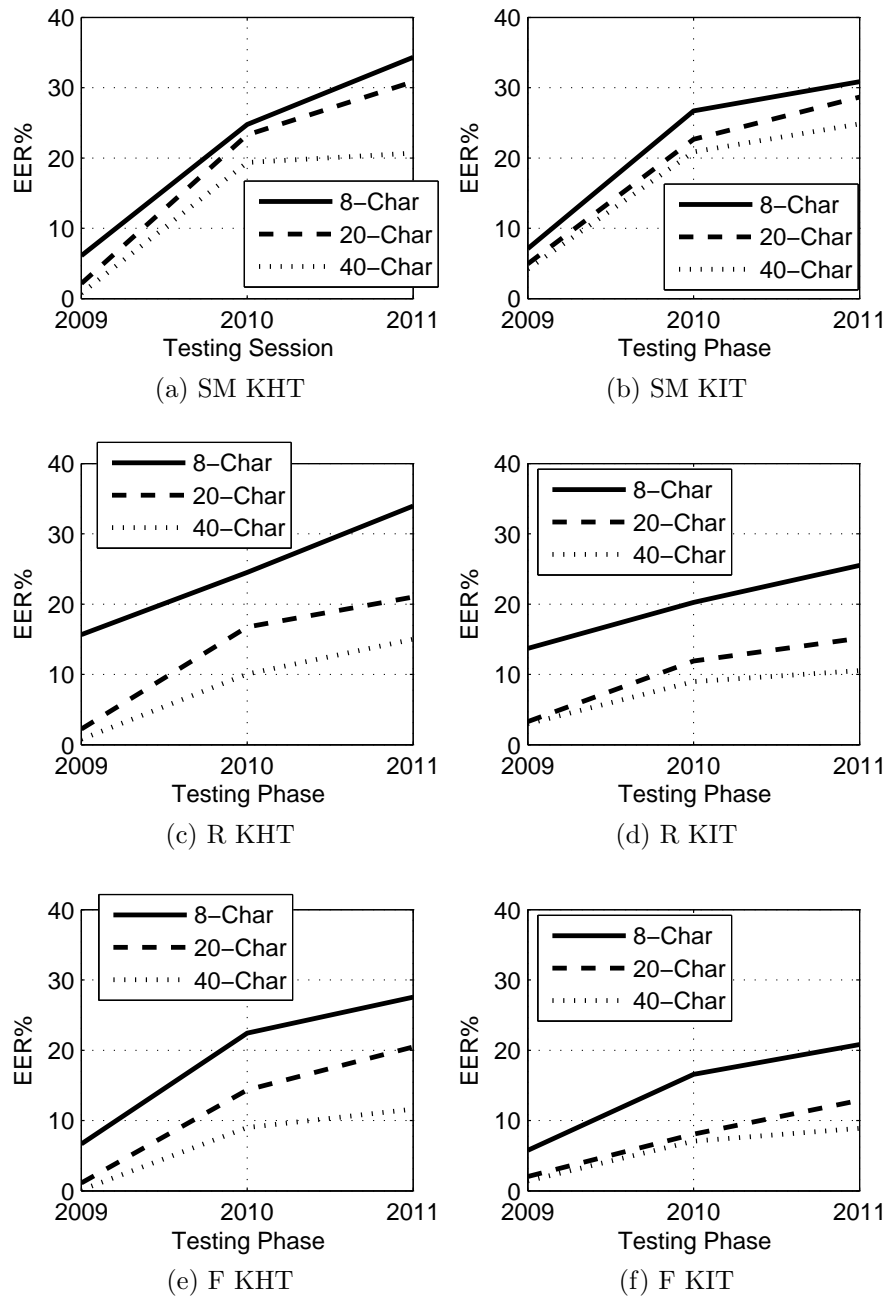 40
30
20
10
0
EER%
8−Char
20−Char
40−Char
2009
2010
2011
Testing Session
(a) SM KHT
40
30
20
10
0
EER%
8−Char
20−Char
40−Char
2009
2010
2011
Testing Phase
(b) SM KIT
40
30
20
10
0
EER%
8−Char
20−Char
40−Char
2009
2010
2011
Testing Phase
(c) R KHT
40
30
20
10
0
EER%
8−Char
20−Char
40−Char
2009
2010
2011
Testing Phase
(d) R KIT
40
30
20
10
0
EER%
8−Char
20−Char
40−Char
2009
2010
2011
Testing Phase
(e) F KHT
40
30
20
10
0
EER%
8−Char
20−Char
40−Char
2009
2010
2011
Testing Phase
(f) F KIT